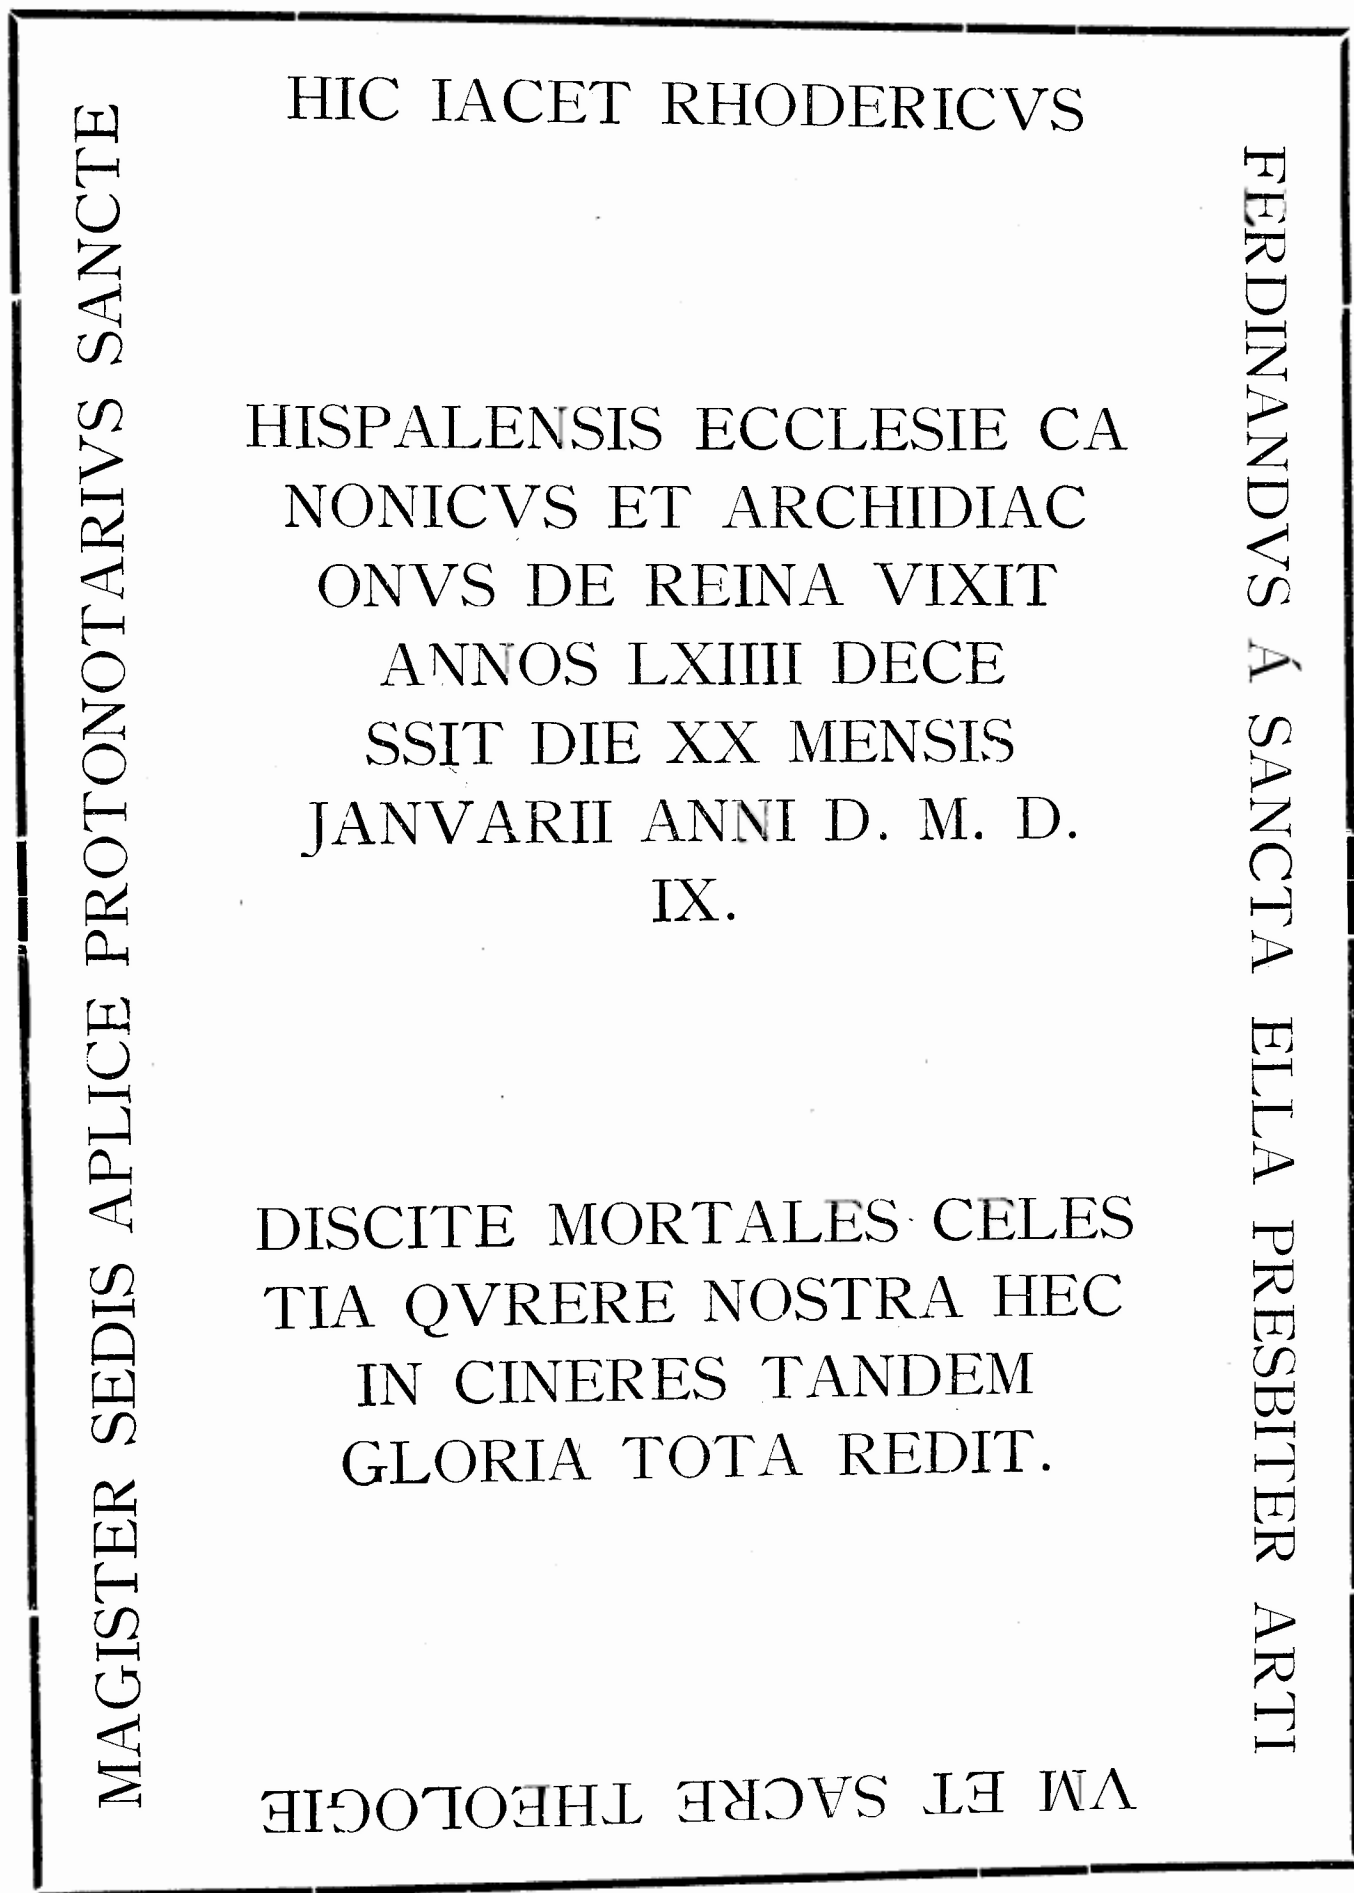 HIC IACET RHODERICVS
FERDINANDVS Á SANCTA ELLA PRESBITER ARTI
VM ET SACRE THEOLOGIE
MAGISTER SEDIS APLICE PROTONOTARIVS SANCTE
HISPALENSIS ECCLESIE CA
NONICVS ET ARCHIDIAC
ONVS DE REINA VIXIT
ANNOS LXIIII DECE
SSIT DIE XX MENSIS
JANVARII ANNI D. M. D.
IX.
DISCITE MORTALES CELES
TIA QVRERE NOSTRA HEC
IN CINERES TANDEM
GLORIA TOTA REDIT.